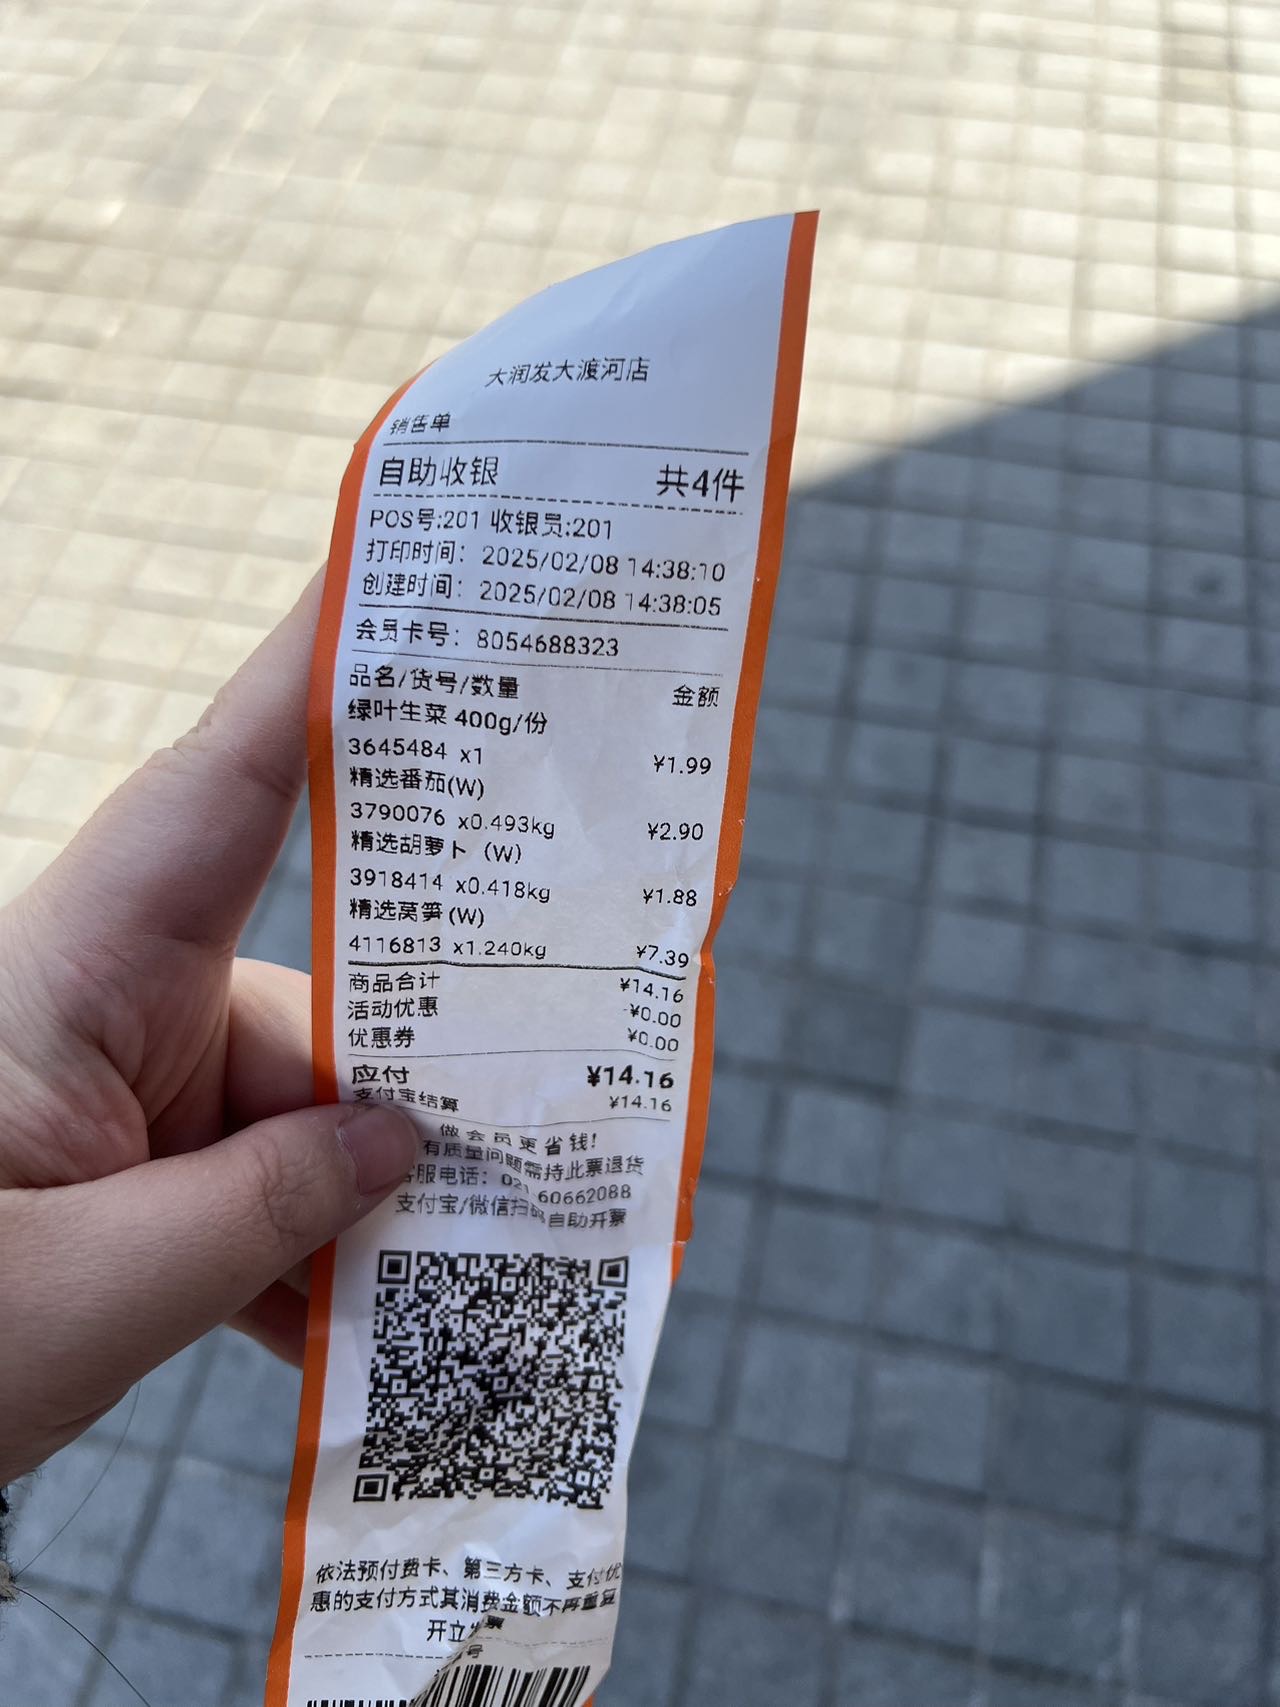 大润发大渡河店
销售单
自助收银 共4件
POS号:201 收银员:201
打印时间: 2025/02/08 14:38:10
创建时间: 2025/02/08 14:38:05
会员卡号: 8054688323
品名/货号/数量 金额
绿叶生菜 400g/份
3645484 x1 ¥1.99
精选番茄(W)
3790076 x0.493kg ¥2.90
精选胡萝卜 (W)
3918414 x0.418kg ¥1.88
精选莴笋(W)
4116813 x1.240kg ¥7.39
商品合计 ¥14.16
活动优惠 -¥0.00
优惠券 ¥0.00
应付 ¥14.16
支付宝结算 ¥14.16
做会员更省钱!
有质量问题需持此票退货
客服电话: 021 60662088
支付宝/微信扫码自助开票
依法预付费卡、第三方卡、支付优
惠的支付方式其消费金额不再重复
开立发票
号